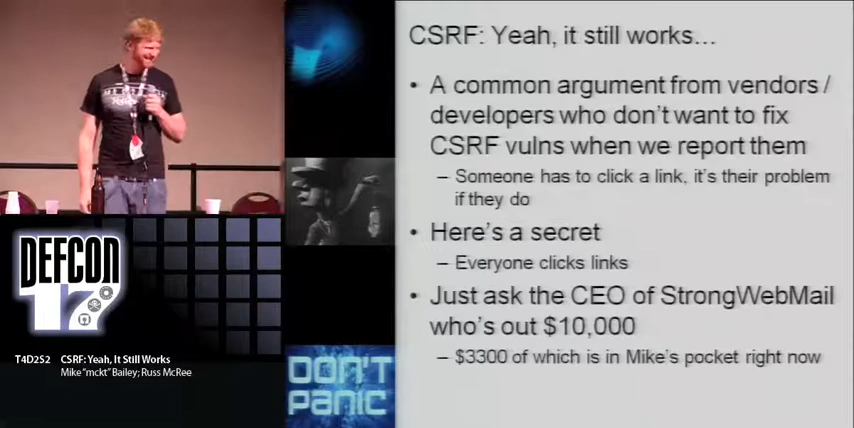 CSRF: Yeah, it still works...
• A common argument from vendors /
developers who don't want to fix
CSRF vulns when we report them
– Someone has to click a link, it's their problem
if they do
• Here's a secret
– Everyone clicks links
• Just ask the CEO of StrongWebMail
who's out $10,000
– $3300 of which is in Mike's pocket right now
DEFCON
17
T4D252 CSRF: Yeah, It Still Works
Mike "mckt" Bailey; Russ McRee
DON'T
PANIC